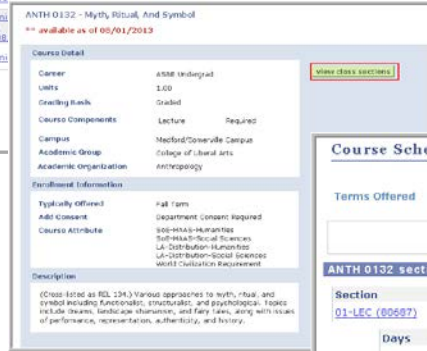 ANTH 0132 - Myth, Ritual, And Symbol
** available as of 09/01/2013
Course Detail
Career ASBE Undergrad
Units 1.00
Grading Basis Graded
Course Components Lecture Required
Campus Medford/Somerville Campus
Academic Group College of Liberal Arts
Academic Organization Anthropology
Enrollment Information
Typically Offered Fall Term
Add Consent Department Consent Required
Course Attribute SoE-HAAS-Humanities
SoE-HAAS-Social Sciences
LA-Distribution-Humanities
LA-Distribution-Social Sciences
World Civilization Requirement
Description
(Cross-listed as REL 134.) Various approaches to myth, ritual, and
symbol including functionalist, structuralist, and psychological. Topics
include dreams, landscape shamanism, and fairy tales, along with issues
of performance, representation, authenticity, and history.
view class sections
Course Sche
Terms Offered
ANTH 0132 sect
Section
01-LEC (80687)
Days